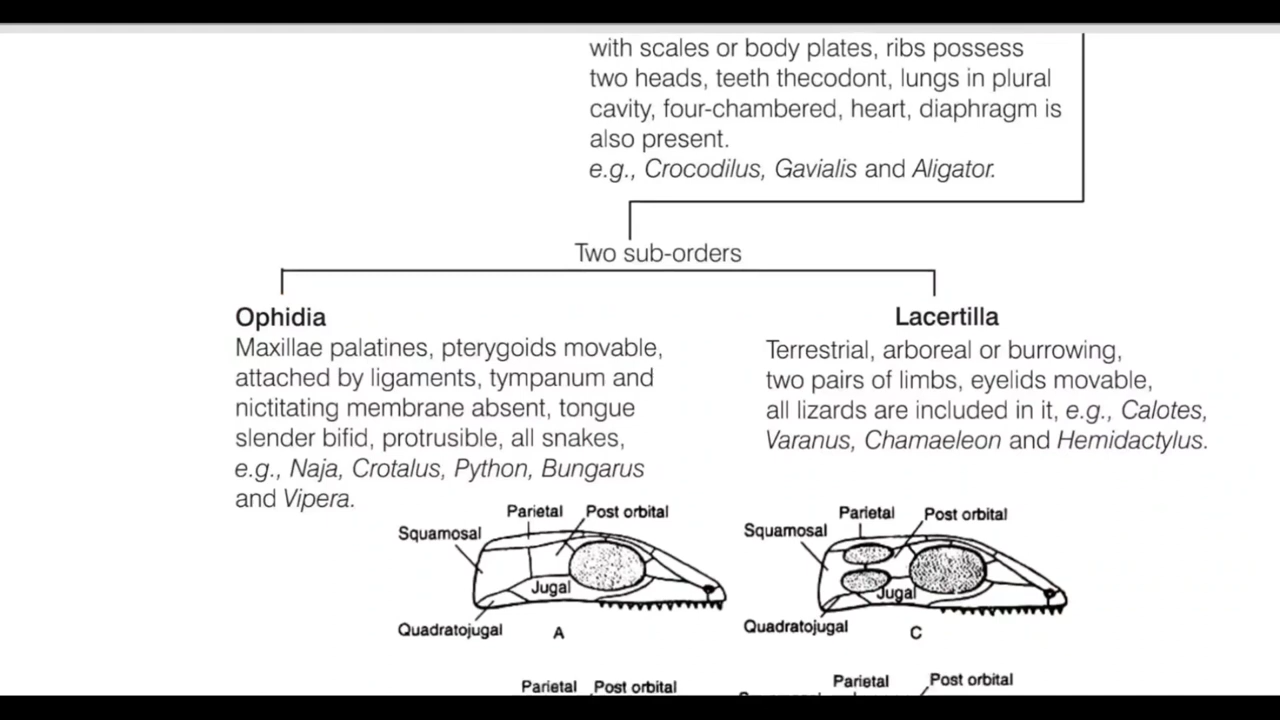 with scales or body plates, ribs possess
two heads, teeth thecodont, lungs in plural
cavity, four-chambered, heart, diaphragm is
also present.
e.g., Crocodilus, Gavialis and Aligator.
Two sub-orders
Ophidia
Maxillae palatines, pterygoids movable,
attached by ligaments, tympanum and
nictitating membrane absent, tongue
slender bifid, protrusible, all snakes,
e.g., Naja, Crotalus, Python, Bungarus
and Vipera.
Lacertilla
Terrestrial, arboreal or burrowing,
two pairs of limbs, eyelids movable,
all lizards are included in it, e.g., Calotes,
Varanus, Chamaeleon and Hemidactylus.
Parietal
Post orbital
Squamosal
Jugal
Quadratojugal
A
Parietal
Post orbital
Squamosal
Jugal
Quadratojugal
C
Parietal
Post orbital
Parietal
Post orbital